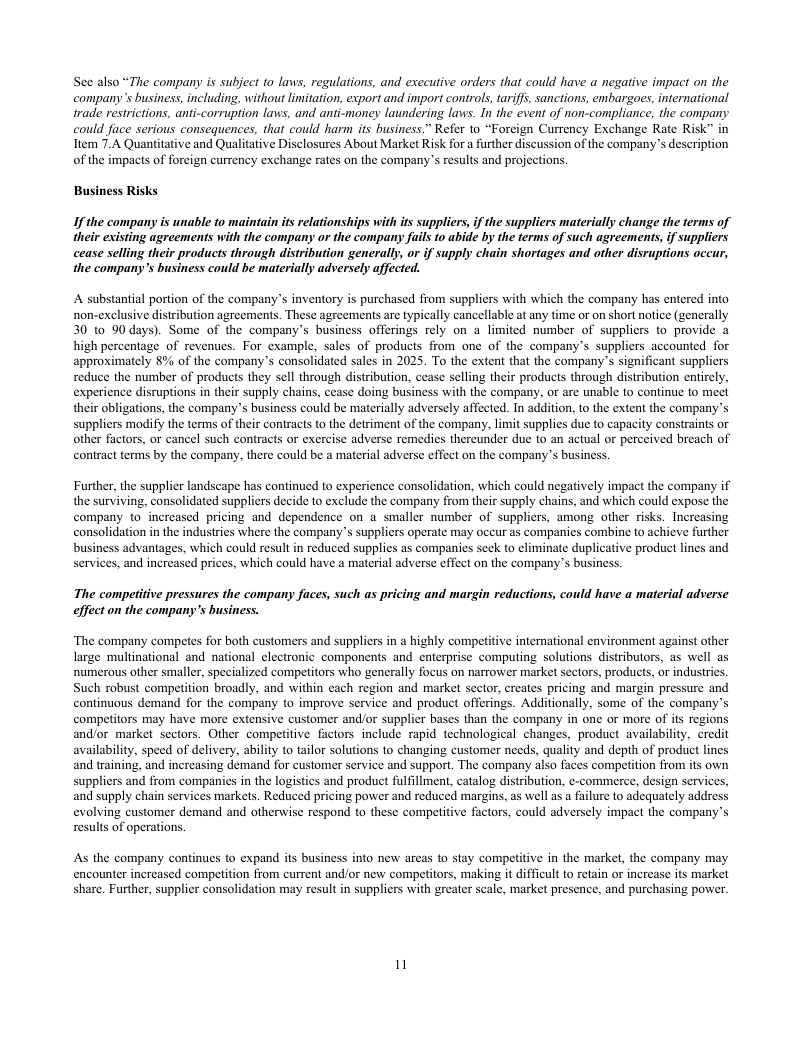 See also “The company is subject to laws, regulations, and executive orders that could have a negative impact on the
company’s business, including, without limitation, export and import controls, tariffs, sanctions, embargoes, international
trade restrictions, anti-corruption laws, and anti-money laundering laws. In the event of non-compliance, the company
could face serious consequences, that could harm its business.” Refer to “Foreign Currency Exchange Rate Risk” in
Item 7.A Quantitative and Qualitative Disclosures About Market Risk for a further discussion of the company’s description
of the impacts of foreign currency exchange rates on the company’s results and projections.
Business Risks
If the company is unable to maintain its relationships with its suppliers, if the suppliers materially change the terms of
their existing agreements with the company or the company fails to abide by the terms of such agreements, if suppliers
cease selling their products through distribution generally, or if supply chain shortages and other disruptions occur,
the company’s business could be materially adversely affected.
A substantial portion of the company’s inventory is purchased from suppliers with which the company has entered into
non-exclusive distribution agreements. These agreements are typically cancellable at any time or on short notice (generally
30 to 90 days). Some of the company’s business offerings rely on a limited number of suppliers to provide a
high percentage of revenues. For example, sales of products from one of the company’s suppliers accounted for
approximately 8% of the company’s consolidated sales in 2025. To the extent that the company’s significant suppliers
reduce the number of products they sell through distribution, cease selling their products through distribution entirely,
experience disruptions in their supply chains, cease doing business with the company, or are unable to continue to meet
their obligations, the company’s business could be materially adversely affected. In addition, to the extent the company’s
suppliers modify the terms of their contracts to the detriment of the company, limit supplies due to capacity constraints or
other factors, or cancel such contracts or exercise adverse remedies thereunder due to an actual or perceived breach of
contract terms by the company, there could be a material adverse effect on the company’s business.
Further, the supplier landscape has continued to experience consolidation, which could negatively impact the company if
the surviving, consolidated suppliers decide to exclude the company from their supply chains, and which could expose the
company to increased pricing and dependence on a smaller number of suppliers, among other risks. Increasing
consolidation in the industries where the company’s suppliers operate may occur as companies combine to achieve further
business advantages, which could result in reduced supplies as companies seek to eliminate duplicative product lines and
services, and increased prices, which could have a material adverse effect on the company’s business.
The competitive pressures the company faces, such as pricing and margin reductions, could have a material adverse
effect on the company’s business.
The company competes for both customers and suppliers in a highly competitive international environment against other
large multinational and national electronic components and enterprise computing solutions distributors, as well as
numerous other smaller, specialized competitors who generally focus on narrower market sectors, products, or industries.
Such robust competition broadly, and within each region and market sector, creates pricing and margin pressure and
continuous demand for the company to improve service and product offerings. Additionally, some of the company’s
competitors may have more extensive customer and/or supplier bases than the company in one or more of its regions
and/or market sectors. Other competitive factors include rapid technological changes, product availability, credit
availability, speed of delivery, ability to tailor solutions to changing customer needs, quality and depth of product lines
and training, and increasing demand for customer service and support. The company also faces competition from its own
suppliers and from companies in the logistics and product fulfillment, catalog distribution, e-commerce, design services,
and supply chain services markets. Reduced pricing power and reduced margins, as well as a failure to adequately address
evolving customer demand and otherwise respond to these competitive factors, could adversely impact the company’s
results of operations.
As the company continues to expand its business into new areas to stay competitive in the market, the company may
encounter increased competition from current and/or new competitors, making it difficult to retain or increase its market
share. Further, supplier consolidation may result in suppliers with greater scale, market presence, and purchasing power.
11